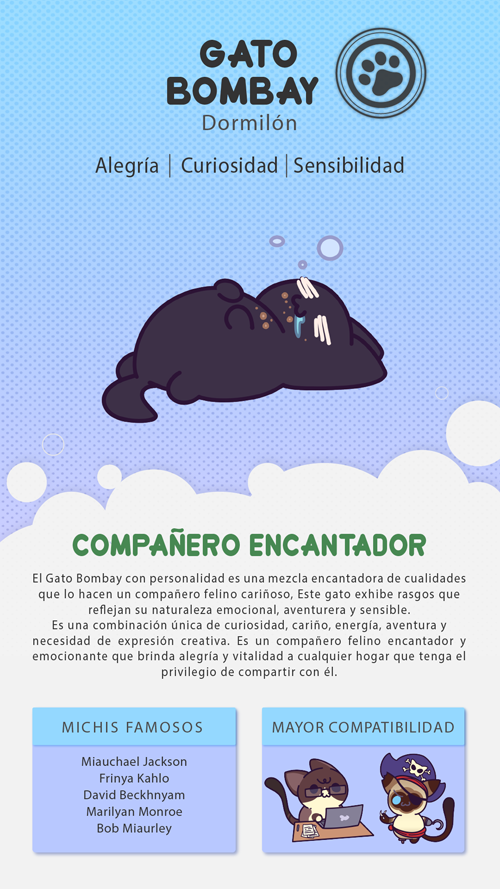 GATO
BOMBAY
Dormilón
Alegría | Curiosidad | Sensibilidad
COMPAÑERO ENCANTADOR
El Gato Bombay con personalidad es una mezcla encantadora de cualidades
que lo hacen un compañero felino cariñoso, Este gato exhibe rasgos que
reflejan su naturaleza emocional, aventurera y sensible.
Es una combinación única de curiosidad, cariño, energía, aventura y
necesidad de expresión creativa. Es un compañero felino encantador y
emocionante que brinda alegría y vitalidad a cualquier hogar que tenga el
privilegio de compartir con él.
MICHIS FAMOSOS
Miauchael Jackson
Frinya Kahlo
David Beckhnyam
Marilyan Monroe
Bob Miaurley
MAYOR COMPATIBILIDAD